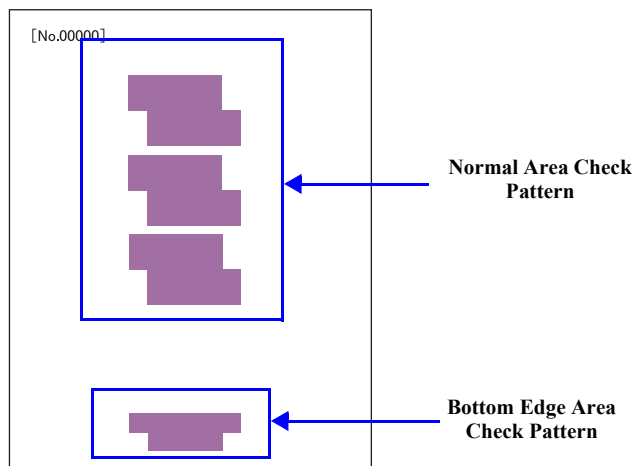 [No.00000]
Normal Area Check
Pattern
Bottom Edge Area
Check Pattern